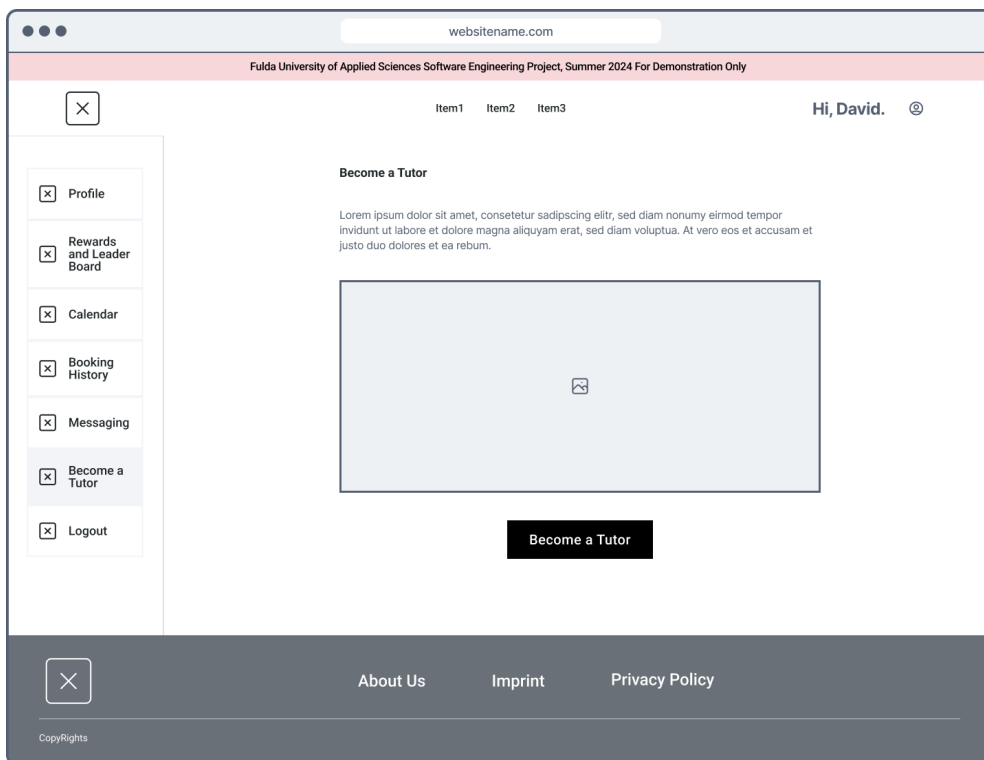 websitename.com
Fulda University of Applied Sciences Software Engineering Project, Summer 2024 For Demonstration Only
Item1 Item2 Item3
Hi, David.
Profile
Rewards
and Leader
Board
Calendar
Booking
History
Messaging
Become a
Tutor
Logout
Become a Tutor
Lorem ipsum dolor sit amet, consetetur sadipscing elitr, sed diam nonumy eirmod tempor
invidunt ut labore et dolore magna aliquyam erat, sed diam voluptua. At vero eos et accusam et
justo duo dolores et ea rebum.
Become a Tutor
About Us Imprint Privacy Policy
CopyRights